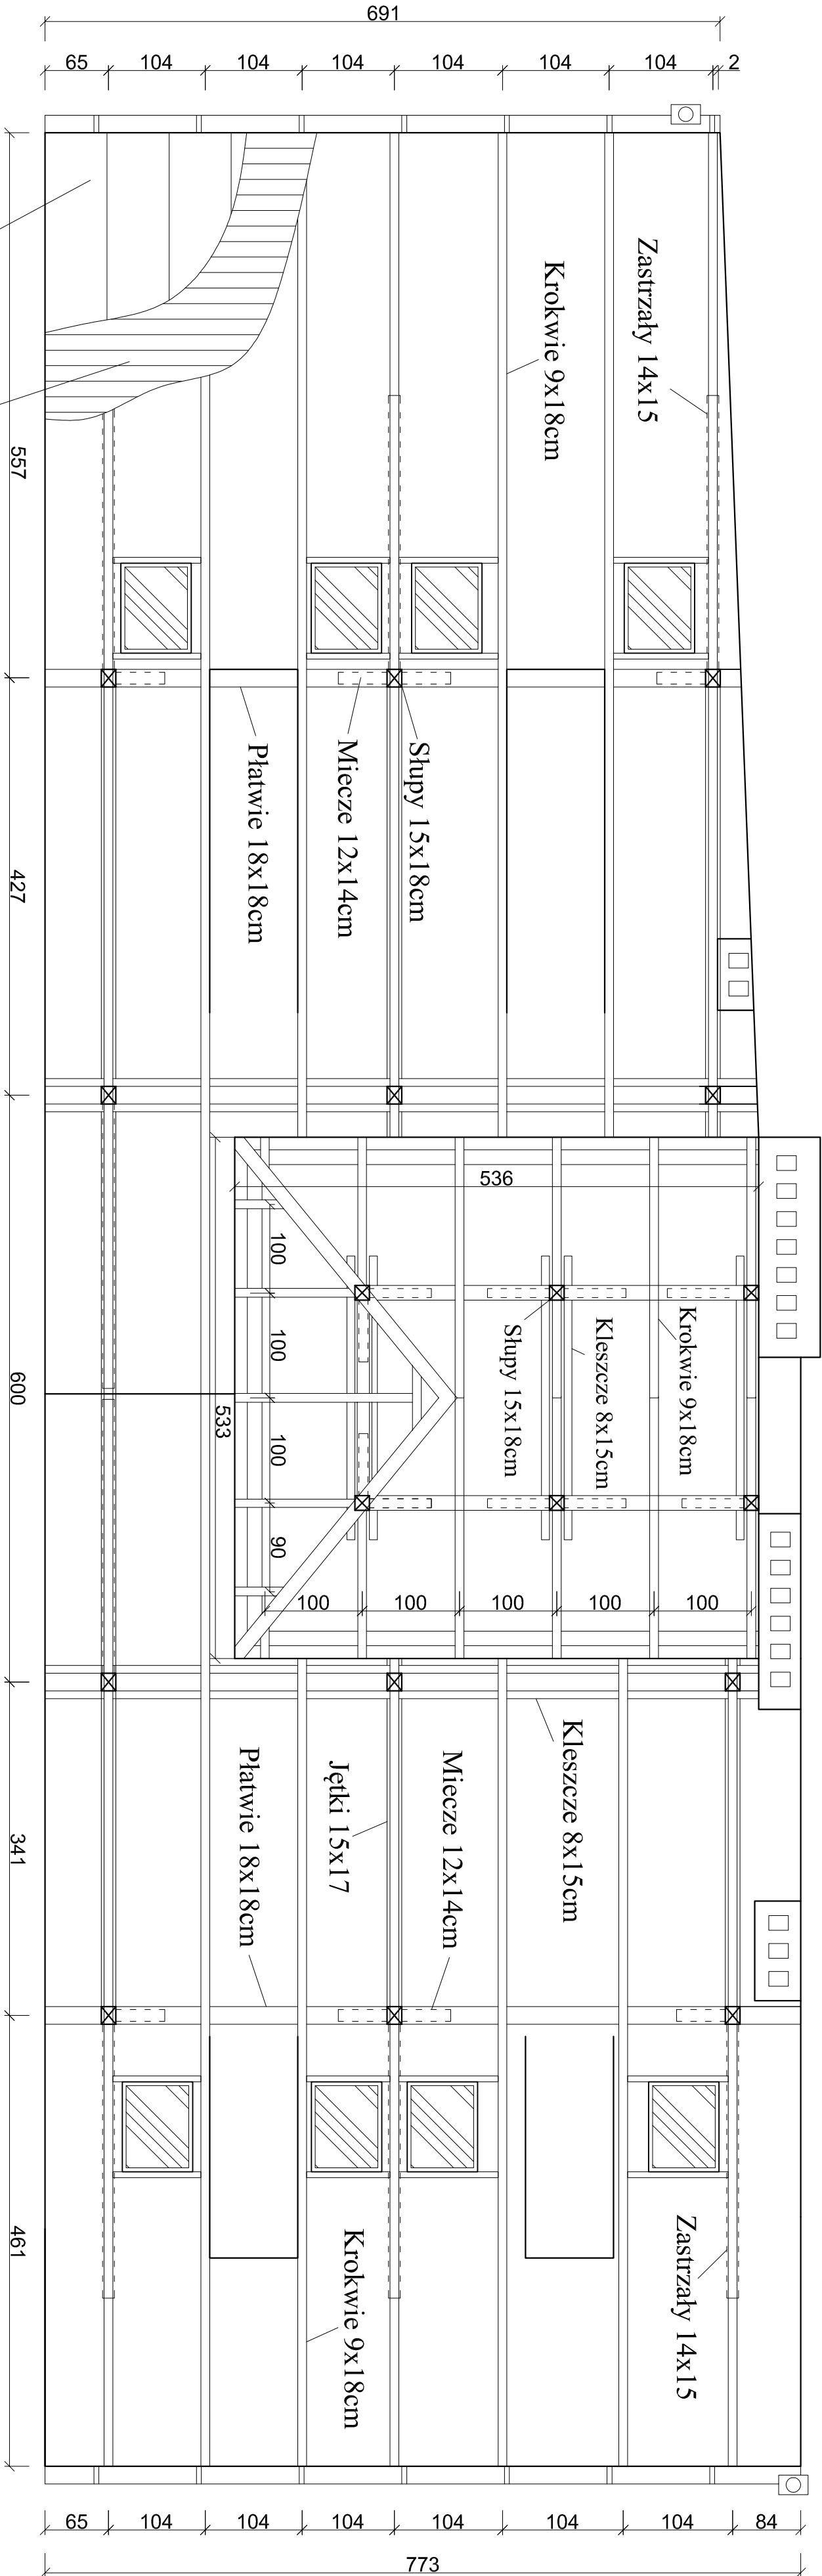 691
65 104 104 104 104 104 104 2
Zastrzały 14x15
Krokwie 9x18cm
557
Słupy 15x18cm
Miecze 12x14cm
Płatwie 18x18cm
427
536
100
100
Krokwie 9x18cm
Kleszcze 8x15cm
Słupy 15x18cm
600
533
100
90
100 100 100 100 100
Kleszcze 8x15cm
Miecze 12x14cm
Jętki 15x17
Płatwie 18x18cm
341
461
Zastrzały 14x15
Krokwie 9x18cm
65 104 104 104 104 104 104 84
773